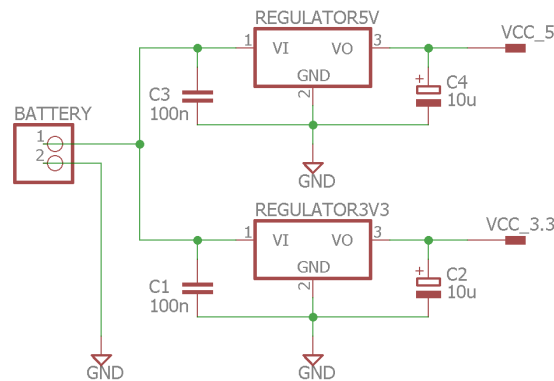 REGULATOR5V
VCC_5
1
VI
VO
3
GND
2
C3
100n
+
C4
10u
BATTERY
1
2
GND
REGULATOR3V3
VCC_3.3
1
VI
VO
3
GND
2
C1
100n
+
C2
10u
GND
GND